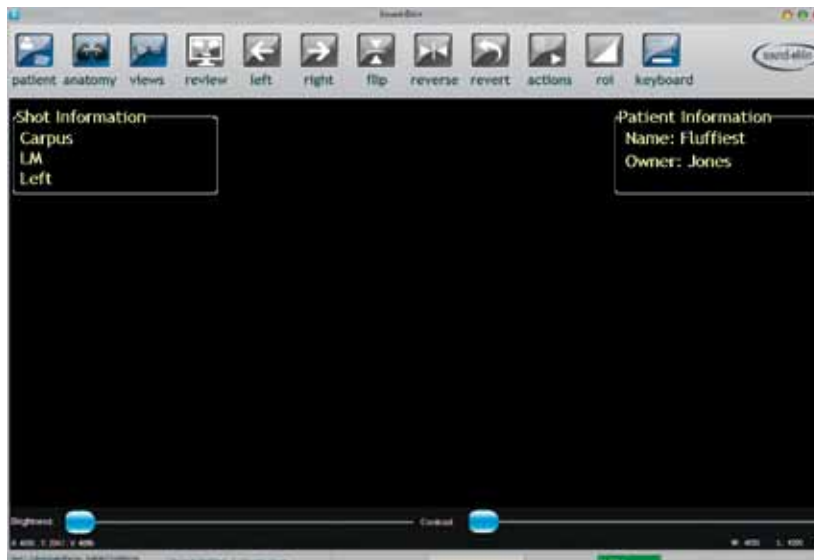 patient anatomy views review left right flip reverse revert actions roi keyboard
Shot Information
Carpus
LM
Left
Patient Information
Name: Fluffiest
Owner: Jones
Brightness
Contrast